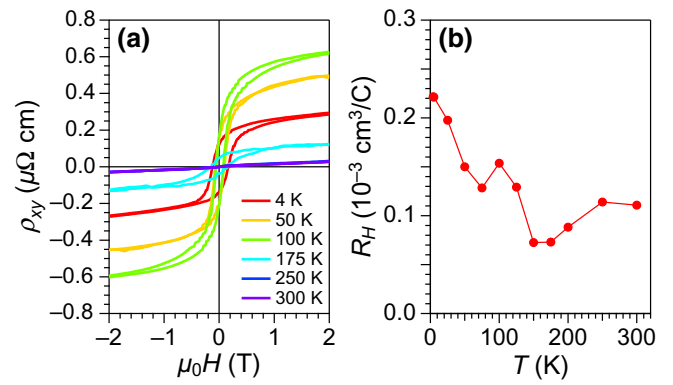 (a)
0.8
0.6
0.4
0.2
0.0
–0.2
–0.4
–0.6
–0.8
ρxy (μΩ cm)
4 K
50 K
100 K
175 K
250 K
300 K
–2 –1 0 1 2
μ0H (T)
(b)
0.3
0.2
0.1
0.0
RH (10–3 cm3/C)
0 100 200 300
T (K)